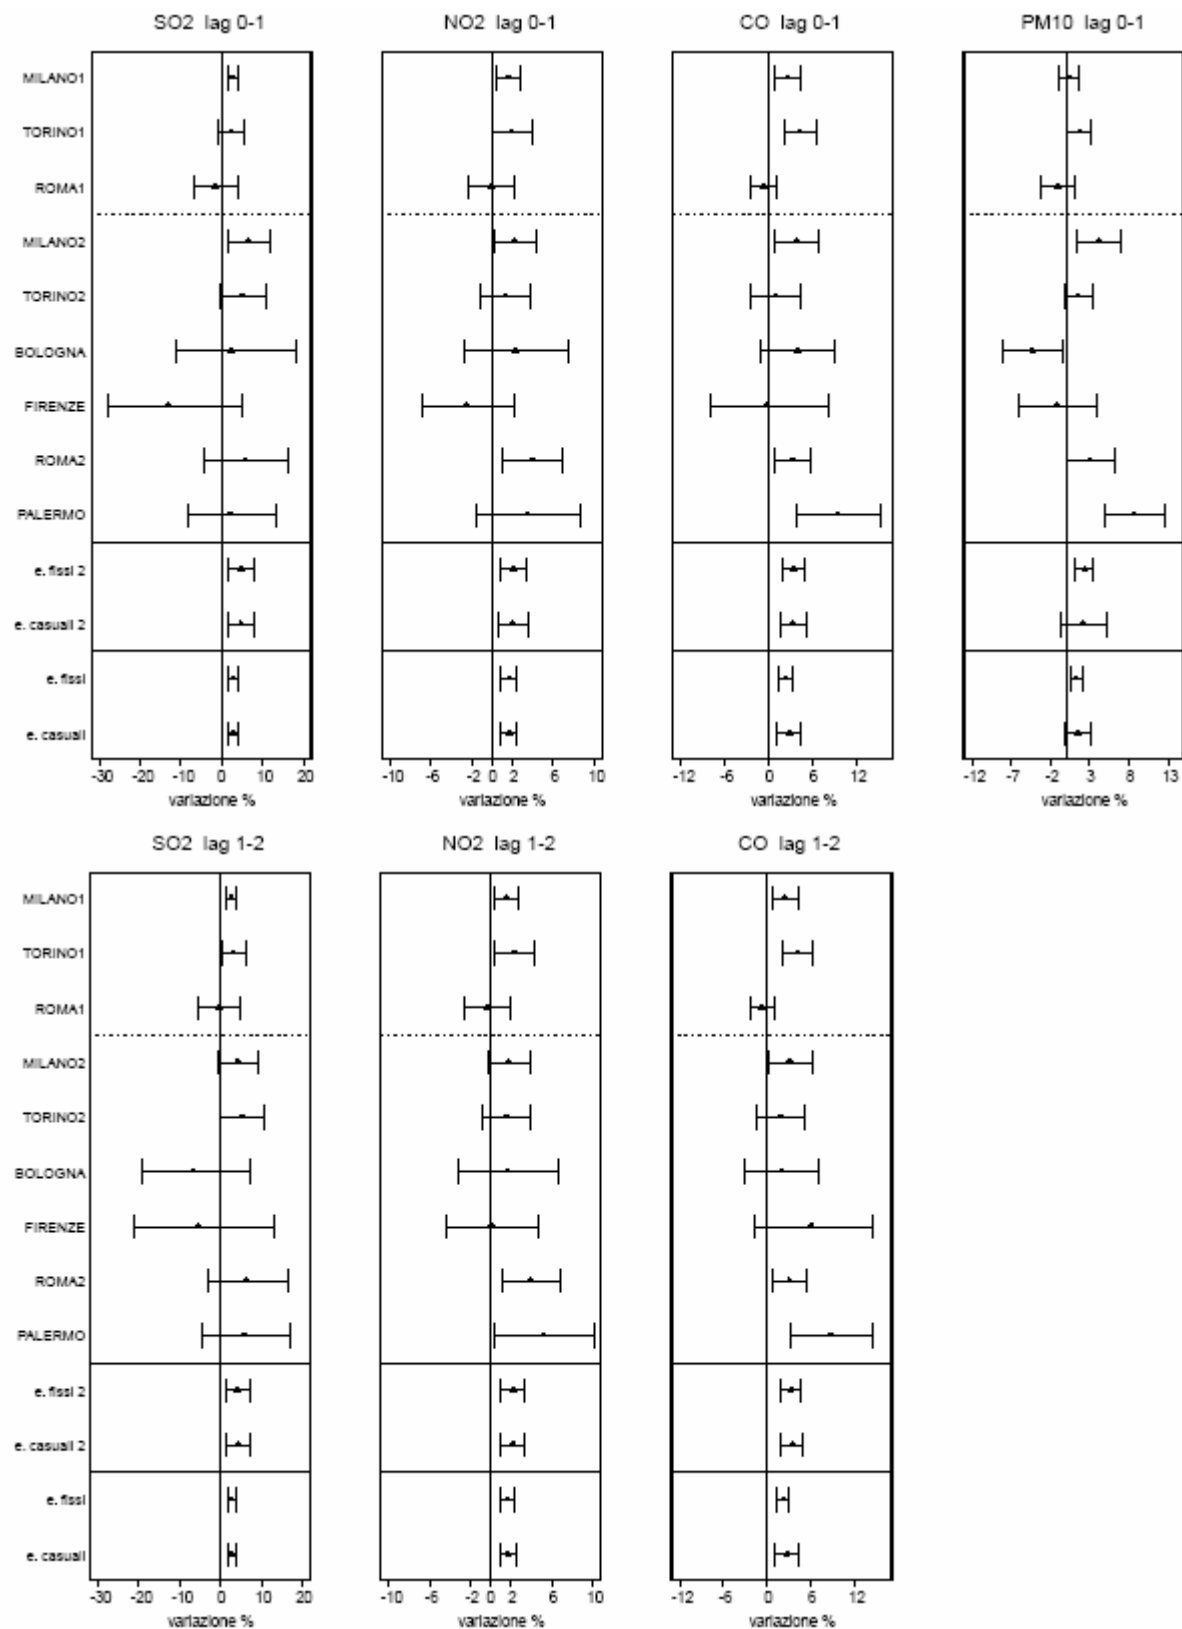 SO2 lag 0-1
NO2 lag 0-1
CO lag 0-1
PM10 lag 0-1
MILANO1
TORINO1
ROMA1
MILANO2
TORINO2
BOLOGNA
FIRENZE
ROMA2
PALERMO
e. fissi 2
e. casuali 2
e. fissi
e. casuali
-30 -20 -10 0 10 20
-10 -6 -2 0 2 6 10
-12 -6 0 6 12
-12 -7 -2 3 8 13
variazione %
variazione %
variazione %
variazione %
SO2 lag 1-2
NO2 lag 1-2
CO lag 1-2
MILANO1
TORINO1
ROMA1
MILANO2
TORINO2
BOLOGNA
FIRENZE
ROMA2
PALERMO
e. fissi 2
e. casuali 2
e. fissi
e. casuali
-30 -20 -10 0 10 20
-10 -6 -2 0 2 6 10
-12 -6 0 6 12
variazione %
variazione %
variazione %